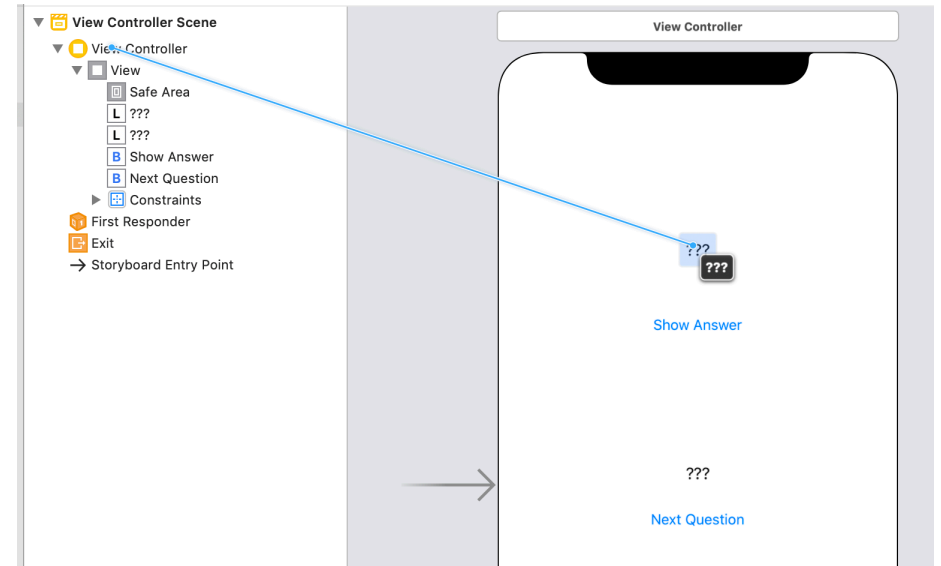 View Controller Scene
View Controller
View
Safe Area
L ???
L ???
B Show Answer
B Next Question
Constraints
First Responder
Exit
Storyboard Entry Point
View Controller
???
???
Show Answer
???
Next Question